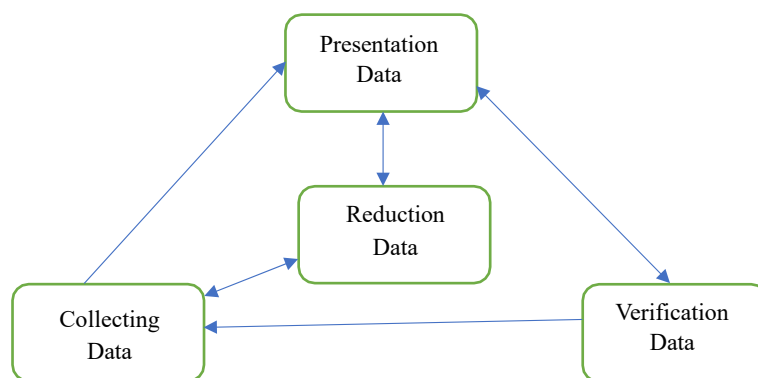 Presentation
Data
Reduction
Data
Collecting
Data
Verification
Data